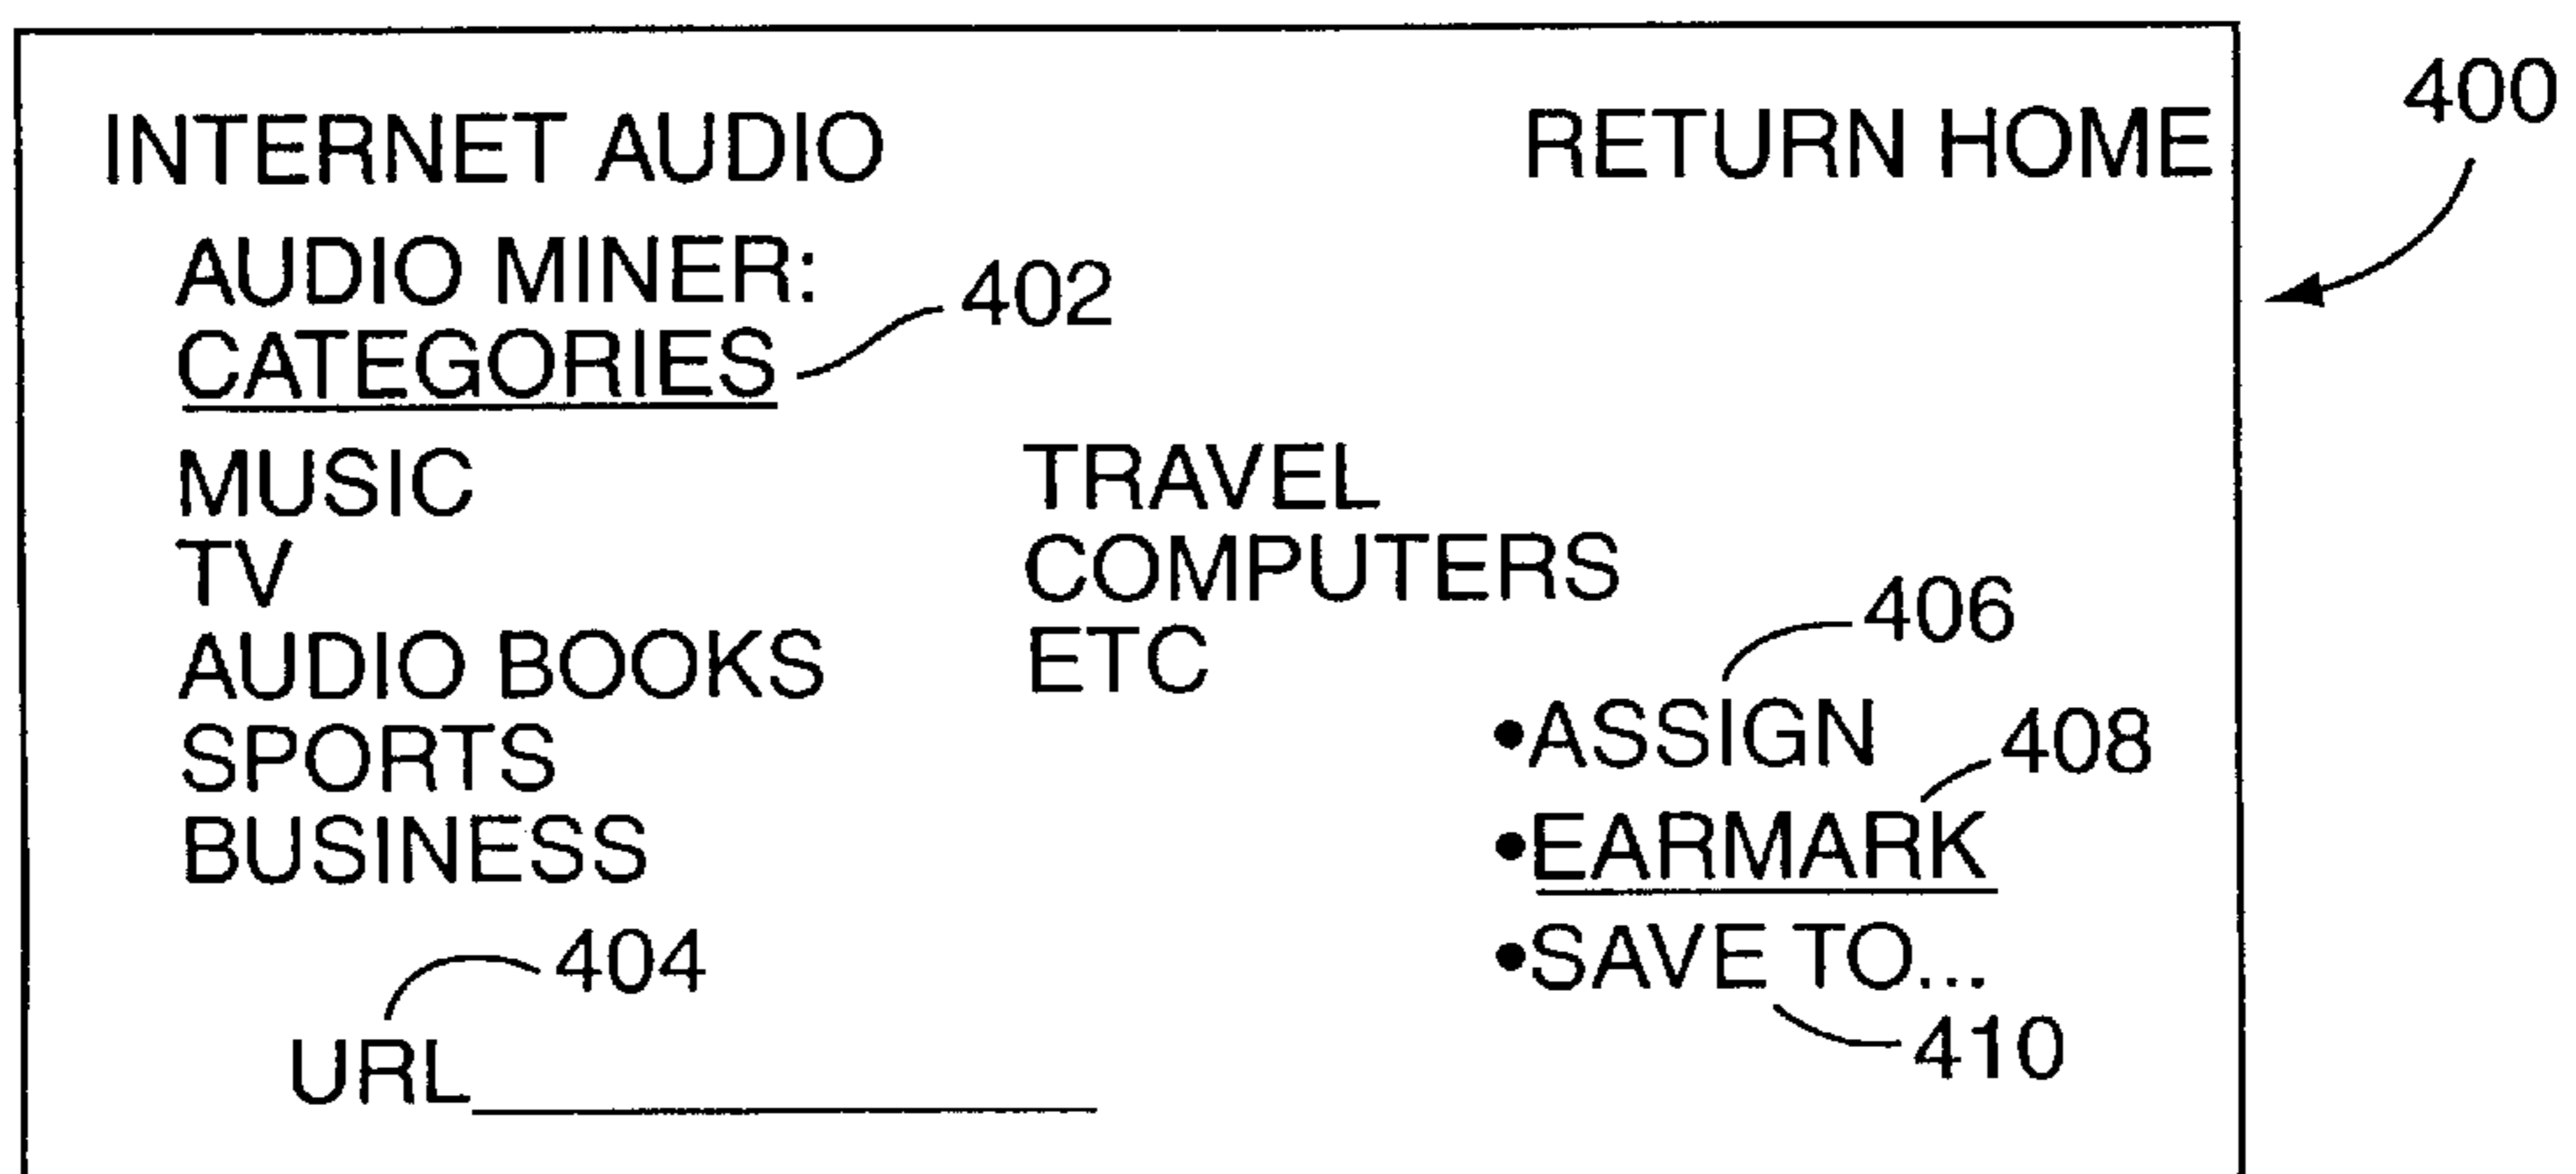 INTERNET AUDIO RETURN HOME 400
AUDIO MINER: 402
CATEGORIES
MUSIC TRAVEL
TV COMPUTERS 406
AUDIO BOOKS ETC
•ASSIGN 408
SPORTS
•EARMARK
BUSINESS
•SAVE TO...
404
410
URL